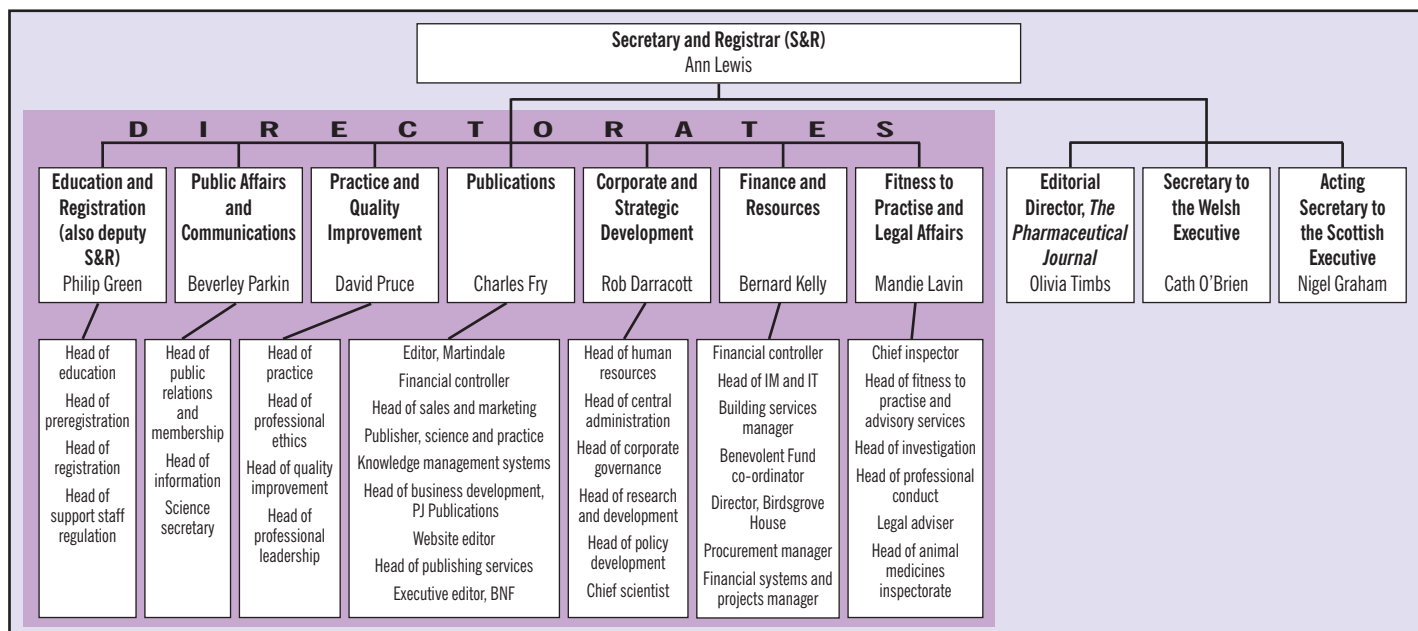 Secretary and Registrar (S&R)
Ann Lewis
DIRECTORATES
Education and
Registration
(also deputy
S&R)
Philip Green
Public Affairs
and
Communications
Beverley Parkin
Practice and
Quality
Improvement
David Pruce
Publications
Charles Fry
Corporate and
Strategic
Development
Rob Darracott
Finance and
Resources
Bernard Kelly
Fitness to
Practise and
Legal Affairs
Mandie Lavin
Editorial
Director, The
Pharmaceutical
Journal
Olivia Timbs
Secretary to
the Welsh
Executive
Cath O'Brien
Acting
Secretary to
the Scottish
Executive
Nigel Graham
Head of
education
Head of
preregistration
Head of
registration
Head of
support staff
regulation
Head of
public
relations
and
membership
Head of
information
Science
secretary
Head of
practice
Head of
professional
ethics
Head of quality
improvement
Head of
professional
leadership
Editor, Martindale
Financial controller
Head of sales and marketing
Publisher, science and practice
Knowledge management systems
Head of business development,
PJ Publications
Website editor
Head of publishing services
Executive editor, BNF
Head of human
resources
Head of central
administration
Head of corporate
governance
Head of research
and development
Head of policy
development
Chief scientist
Financial controller
Head of IM and IT
Building services
manager
Benevolent Fund
co-ordinator
Director, Birdsgrove
House
Procurement manager
Financial systems and
projects manager
Chief inspector
Head of fitness to
practise and
advisory services
Head of investigation
Head of professional
conduct
Legal adviser
Head of animal
medicines
inspectorate